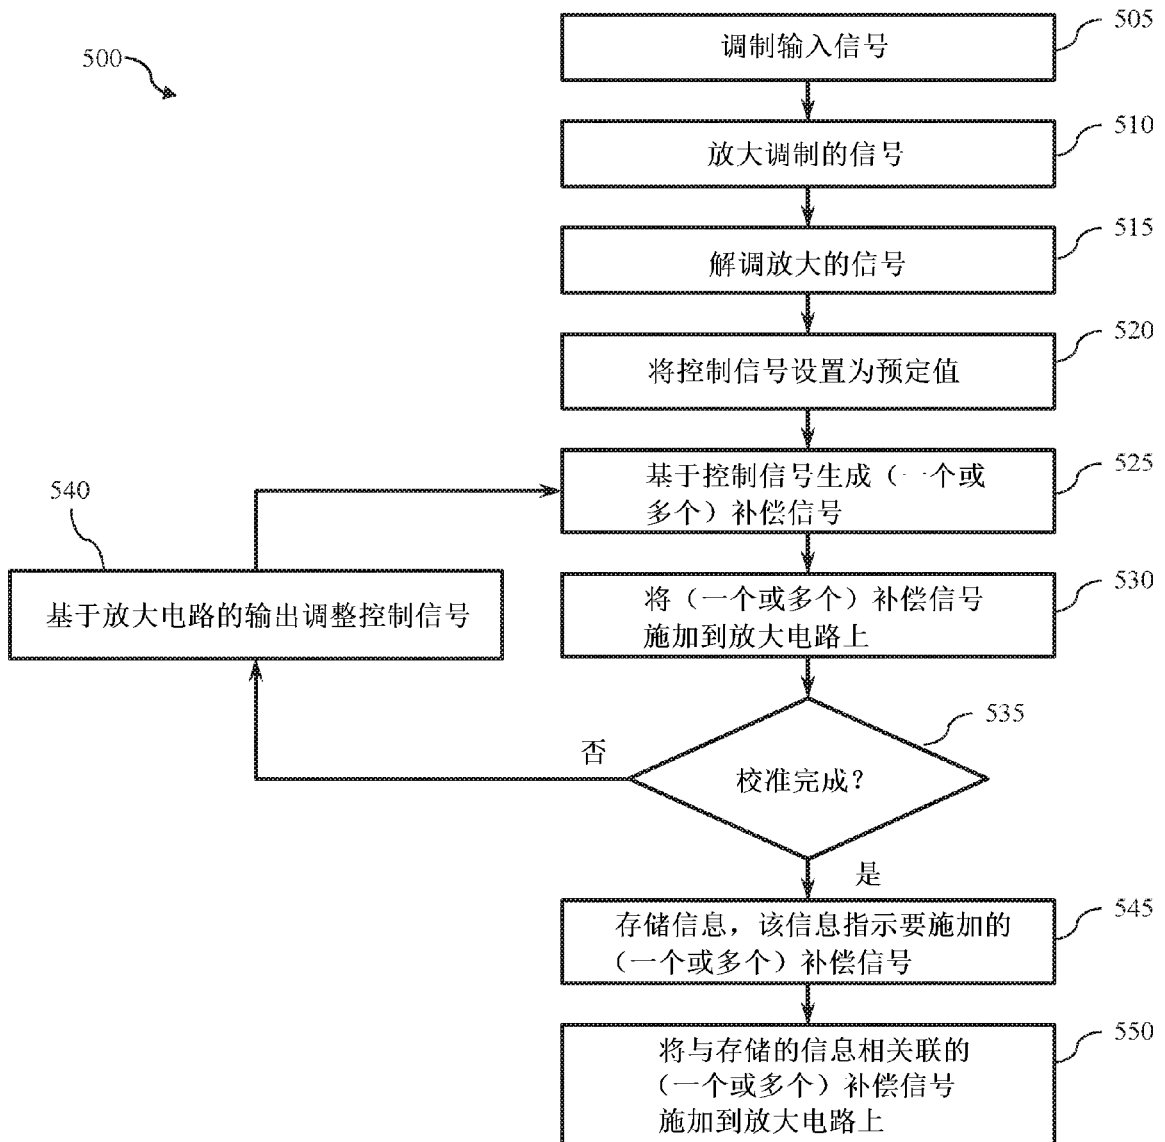 500
调制输入信号
505
放大调制的信号
510
解调放大的信号
515
将控制信号设置为预定值
520
基于控制信号生成（一个或
多个）补偿信号
525
540
基于放大电路的输出调整控制信号
将（一个或多个）补偿信号
施加到放大电路上
530
535
否
校准完成？
是
存储信息，该信息指示要施加的
（一个或多个）补偿信号
545
将与存储的信息相关联的
（一个或多个）补偿信号
施加到放大电路上
550